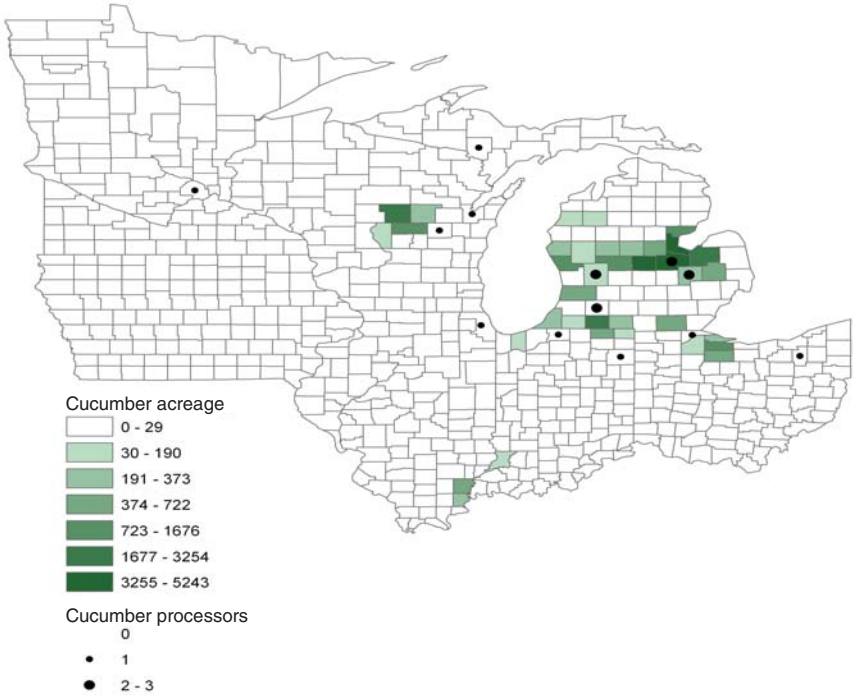 Cucumber acreage
0 - 29
30 - 190
191 - 373
374 - 722
723 - 1676
1677 - 3254
3255 - 5243
Cucumber processors
0
1
2 - 3